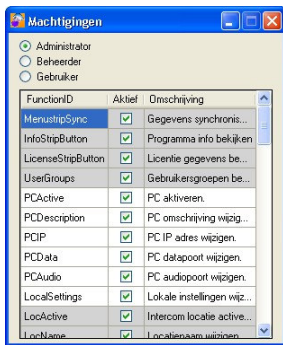 Machtigingen
Administrator
Beheerder
Gebruiker
FunctionID Aktief Omschrijving
MenustripSync Gegevens synchronis...
InfoStripButton Programma info bekijken
LicenseStripButton Licentie gegevens be...
UserGroups Gebruikersgroepen be...
PCActive PC aktiveren.
PCDescription PC omschrijving wijzig...
PCIP PC IP adres wijzigen.
PCData PC datapoort wijzigen.
PCAudio PC audiopoort wijzigen.
LocalSettings Lokale instellingen wijz...
LocActive Intercom locatie active...
LocName Locatienaam wijzigen